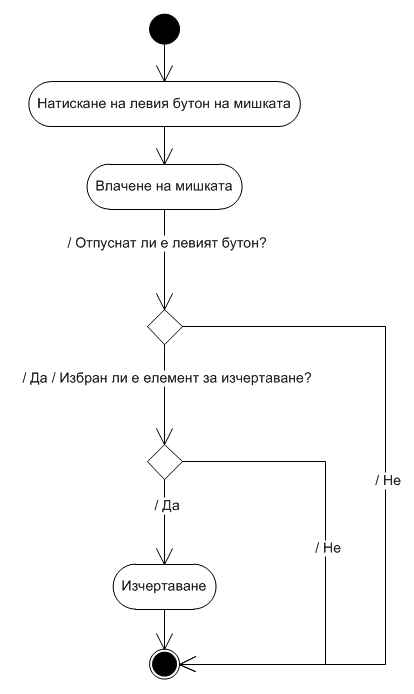 Натискане на левия бутон на мишката
Влачене на мишката
/ Отпуснат ли е левият бутон?
/ Да / Избран ли е елемент за изчертаване?
/ Не
/ Да
/ Не
Изчертаване